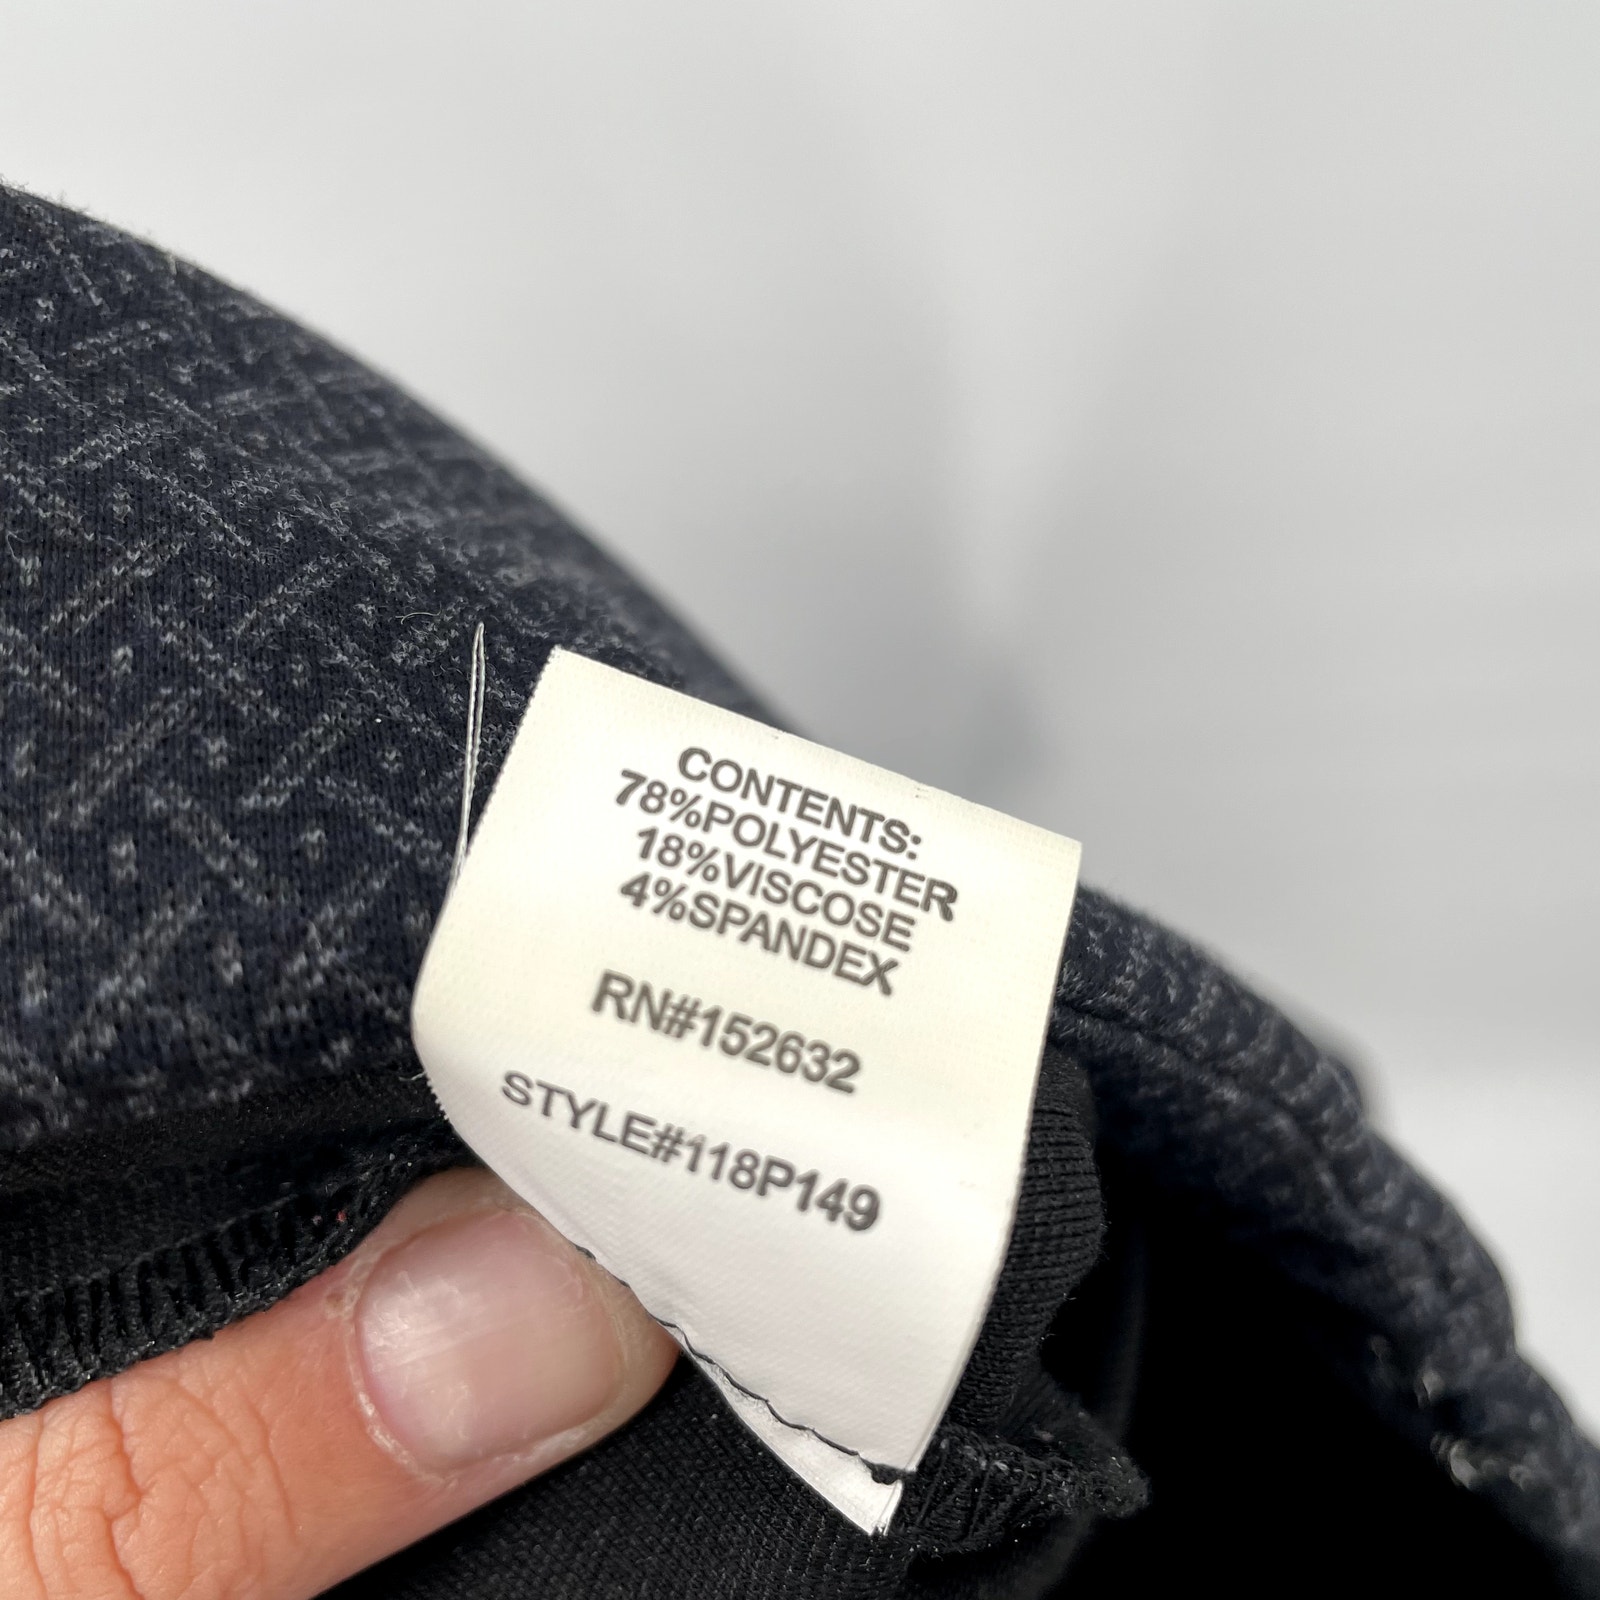 CONTENTS:
78%POLYESTER
18%VISCOSE
4%SPANDEX
RN#152632
STYLE#118P149